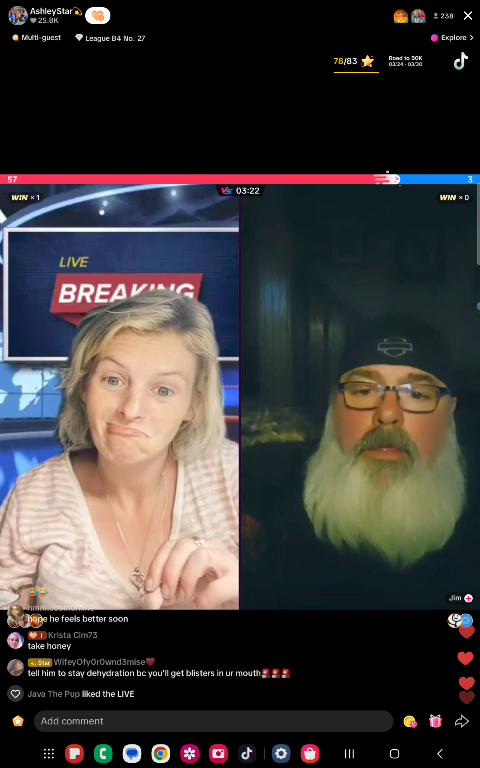 AshleyStar💫
25.8K
238
Multi-guest
League B4 No. 27
Explore >
78/83
Road to 50K
03/24 - 03/30
57
3
WIN × 1
VS 03:22
WIN × 0
LIVE
BREAKING
Jim
hope he feels better soon
Krista Cim73
take honey
Star WifeyOfy0r0wnd3mise
tell him to stay dehydration bc you'll get blisters in ur mouth🚨🚨🚨
Java The Pup liked the LIVE
Add comment